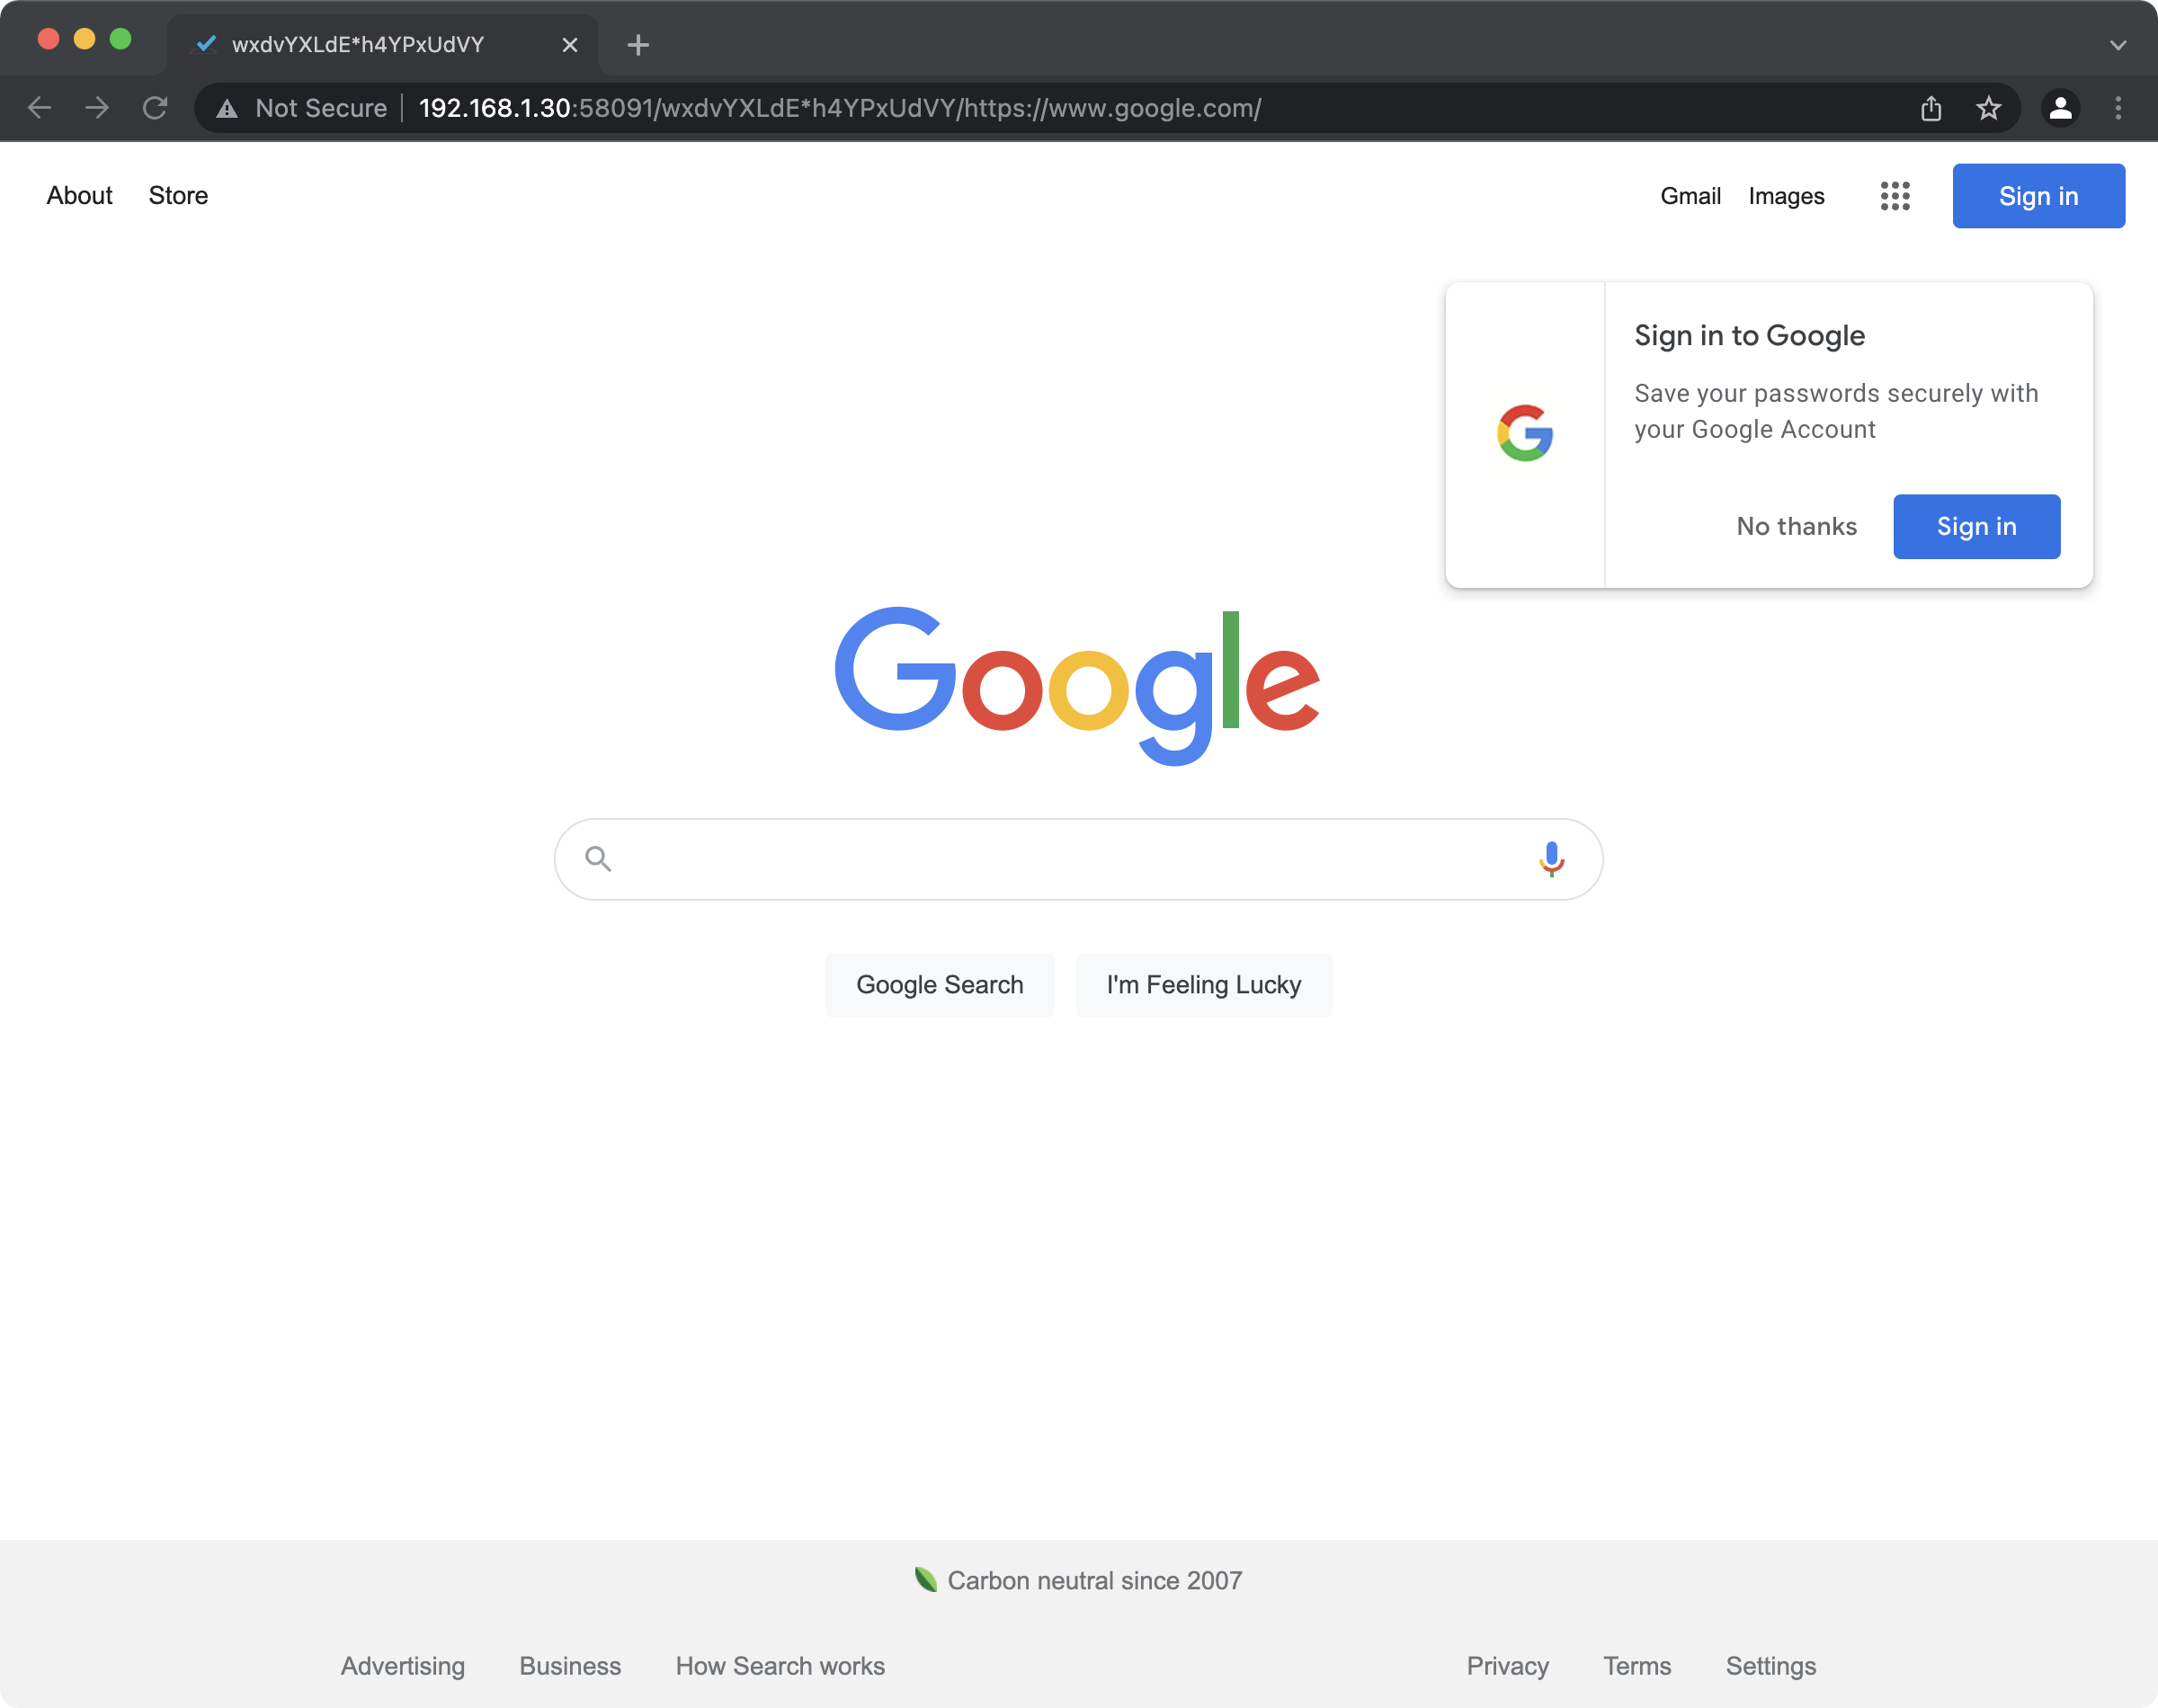 wxdvYXLdE*h4YPxUdVY
Not Secure 192.168.1.30:58091/wxdvYXLdE*h4YPxUdVY/https://www.google.com/
About Store Gmail Images Sign in
Sign in to Google
Save your passwords securely with
your Google Account
No thanks Sign in
Google
Google Search I'm Feeling Lucky
Carbon neutral since 2007
Advertising Business How Search works Privacy Terms Settings